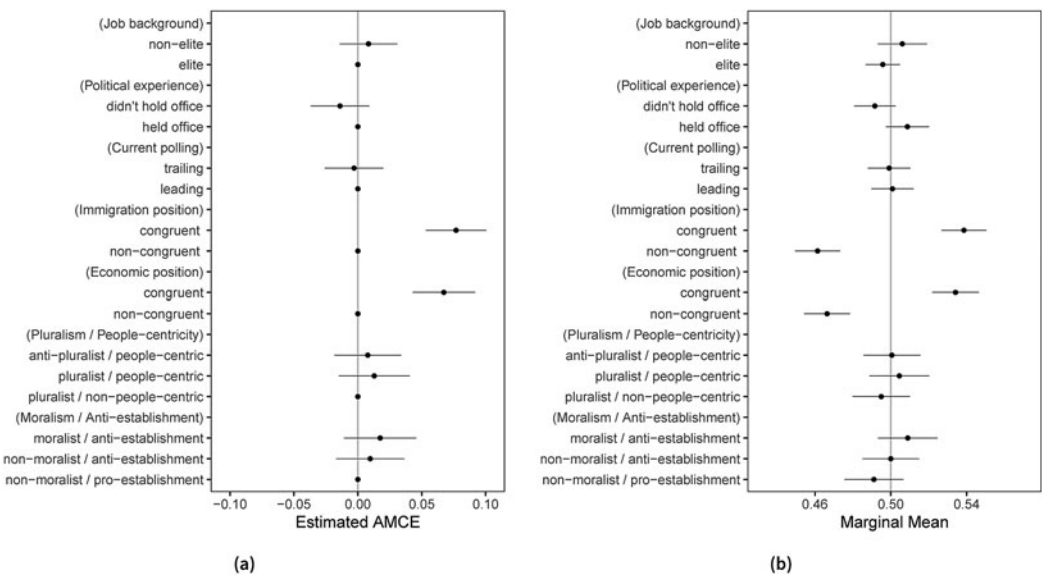 (Job background)
non−elite
elite
(Political experience)
didn't hold office
held office
(Current polling)
trailing
leading
(Immigration position)
congruent
non−congruent
(Economic position)
congruent
non−congruent
(Pluralism / People−centricity)
anti−pluralist / people−centric
pluralist / people−centric
pluralist / non−people−centric
(Moralism / Anti−establishment)
moralist / anti−establishment
non−moralist / anti−establishment
non−moralist / pro−establishment
−0.10 −0.05 0.00 0.05 0.10
Estimated AMCE
(a)
(Job background)
non−elite
elite
(Political experience)
didn't hold office
held office
(Current polling)
trailing
leading
(Immigration position)
congruent
non−congruent
(Economic position)
congruent
non−congruent
(Pluralism / People−centricity)
anti−pluralist / people−centric
pluralist / people−centric
pluralist / non−people−centric
(Moralism / Anti−establishment)
moralist / anti−establishment
non−moralist / anti−establishment
non−moralist / pro−establishment
0.46 0.50 0.54
Marginal Mean
(b)